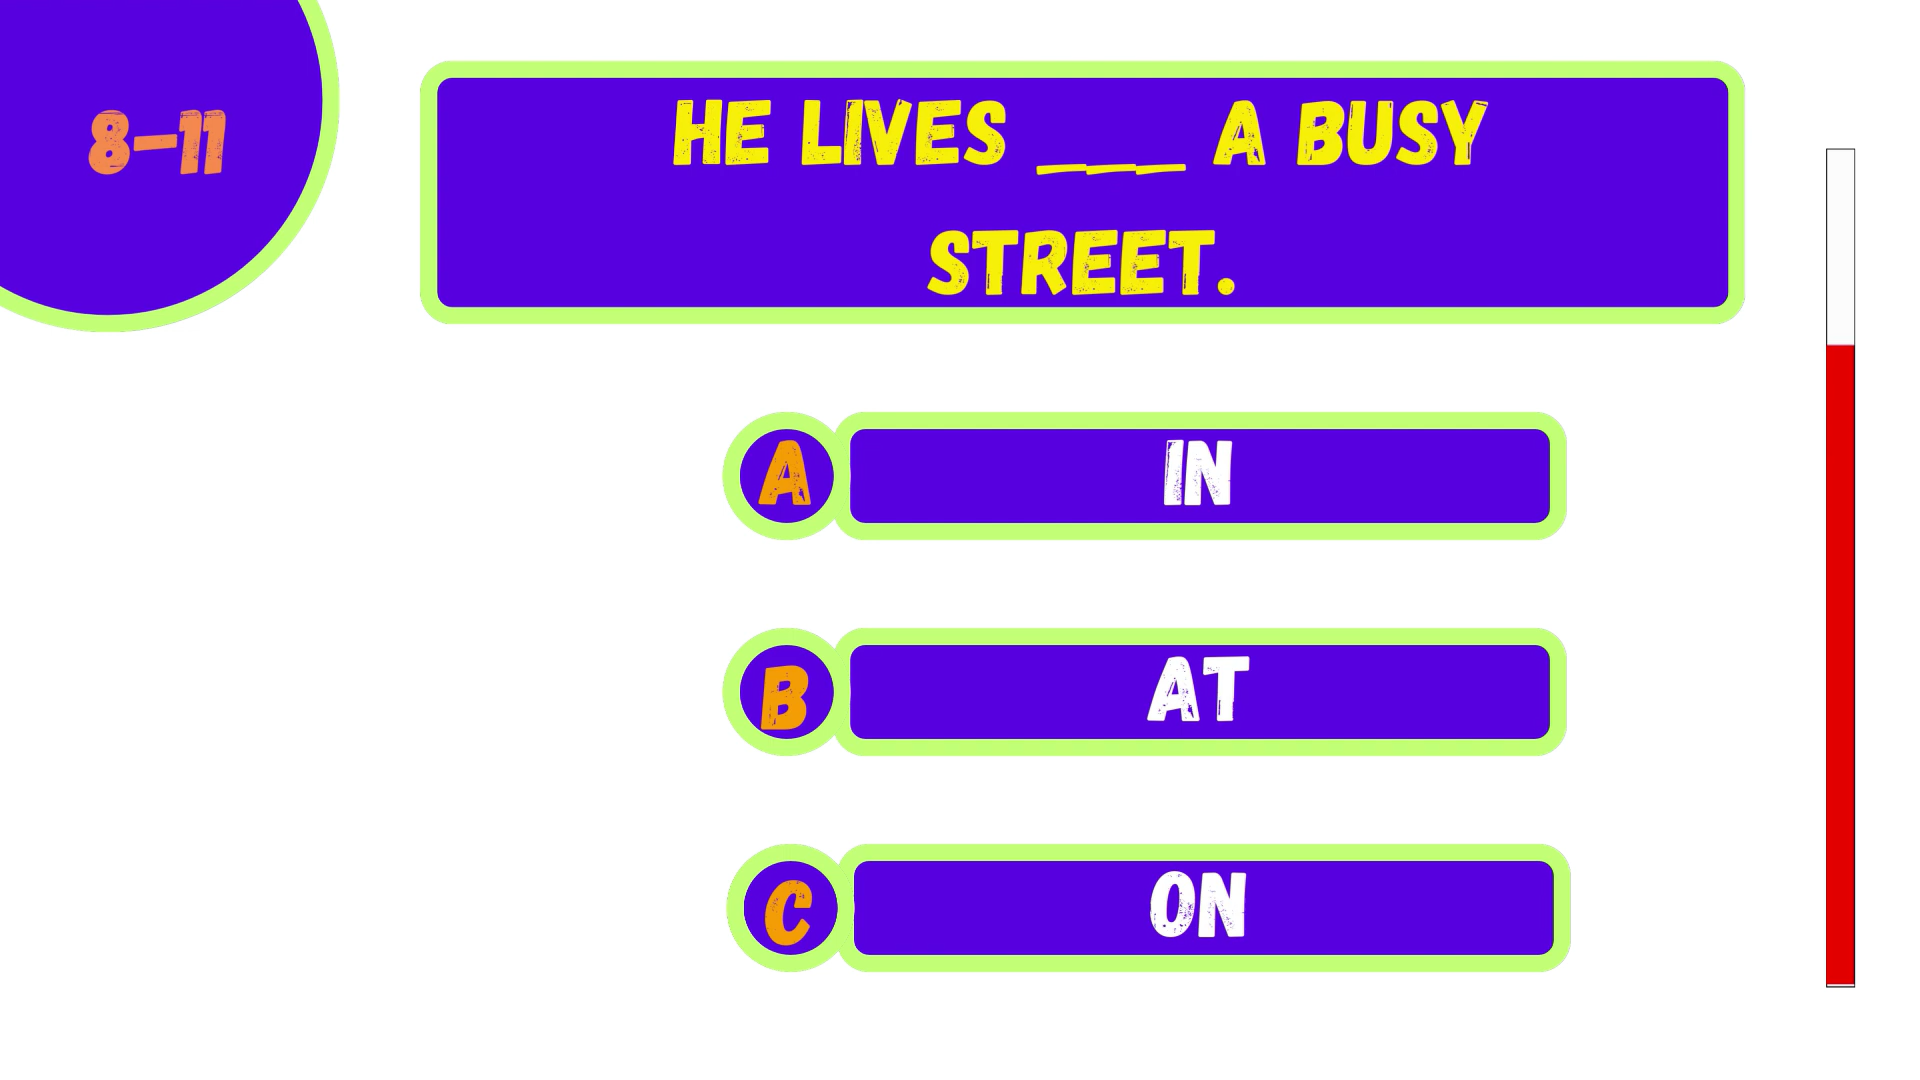 8-11
HE LIVES ___ A BUSY
STREET.
A
IN
B
AT
C
ON